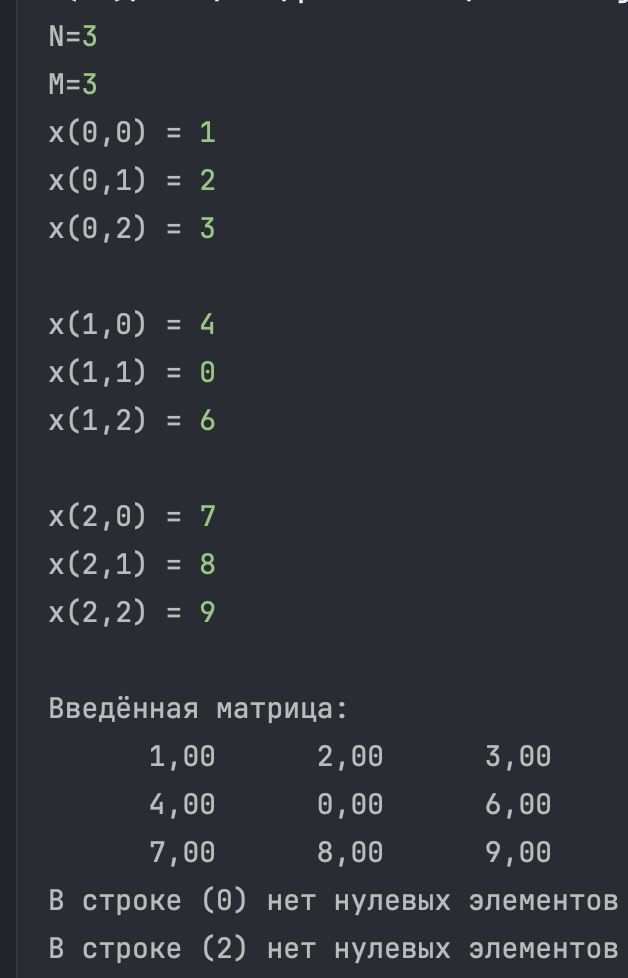 N=3
M=3
x(0,0) = 1
x(0,1) = 2
x(0,2) = 3
x(1,0) = 4
x(1,1) = 0
x(1,2) = 6
x(2,0) = 7
x(2,1) = 8
x(2,2) = 9
Введённая матрица:
1,00 2,00 3,00
4,00 0,00 6,00
7,00 8,00 9,00
В строке (0) нет нулевых элементов
В строке (2) нет нулевых элементов